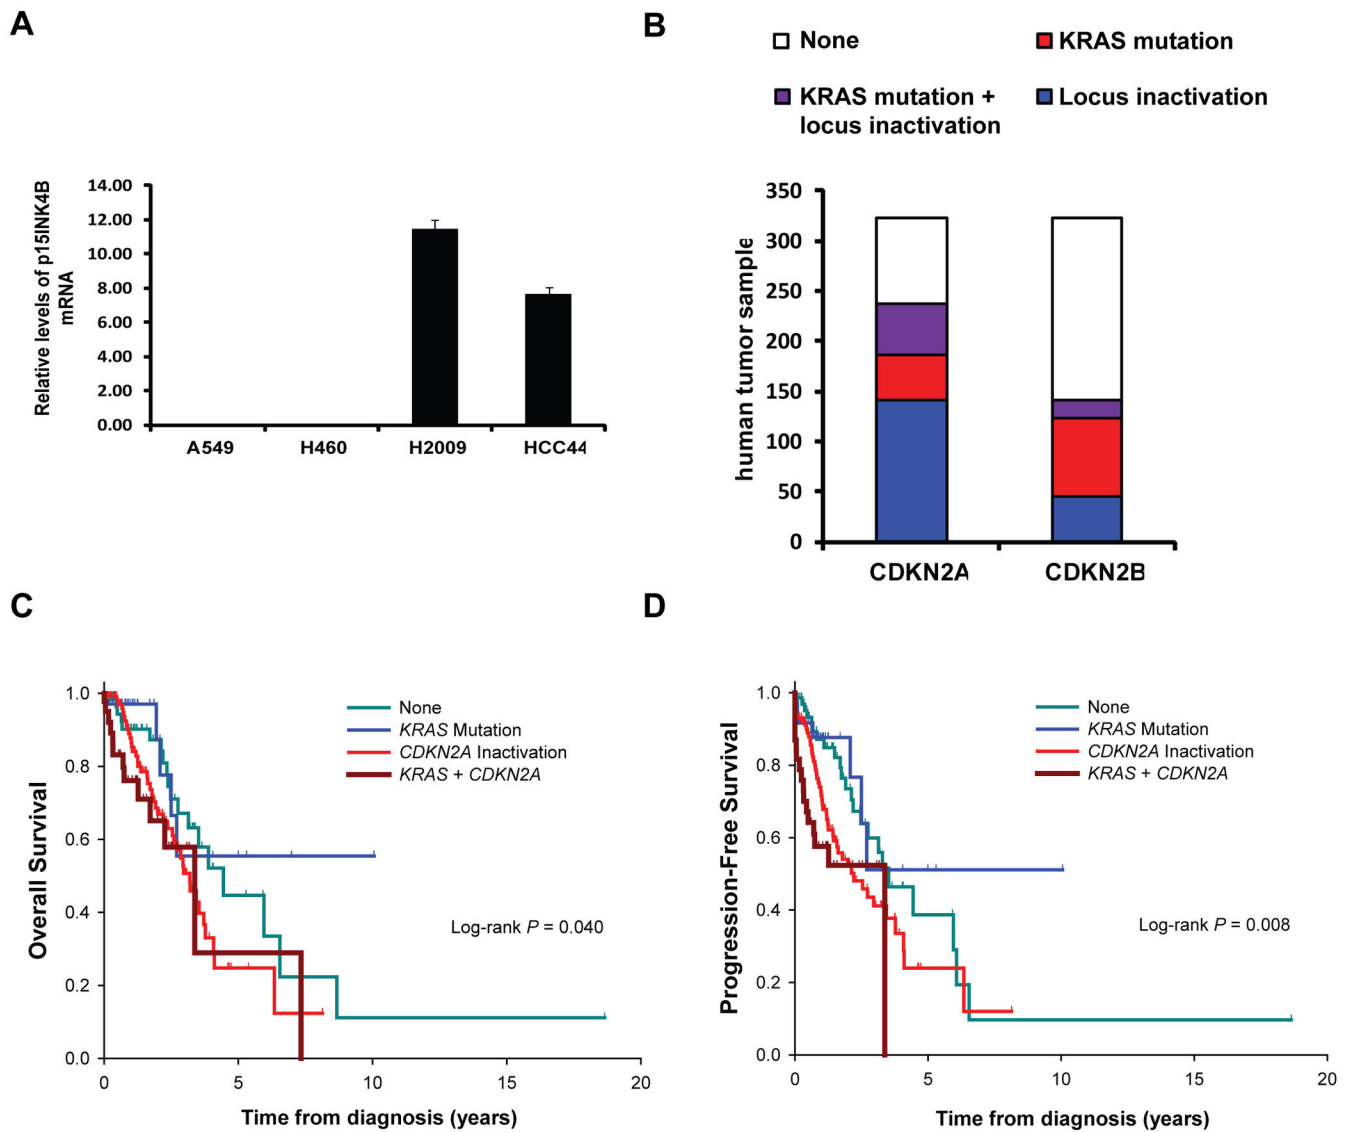 A
Relative levels of p15INK4B
mRNA
14.00
12.00
10.00
8.00
6.00
4.00
2.00
0.00
A549
H460
H2009
HCC44
B
None
KRAS mutation
KRAS mutation +
locus inactivation
Locus inactivation
human tumor sample
350
300
250
200
150
100
50
0
CDKN2A
CDKN2B
C
Overall Survival
1.0
0.8
0.6
0.4
0.2
0.0
None
KRAS Mutation
CDKN2A Inactivation
KRAS + CDKN2A
Log-rank P = 0.040
0
5
10
15
20
Time from diagnosis (years)
D
Progression-Free Survival
1.0
0.8
0.6
0.4
0.2
0.0
None
KRAS Mutation
CDKN2A Inactivation
KRAS + CDKN2A
Log-rank P = 0.008
0
5
10
15
20
Time from diagnosis (years)